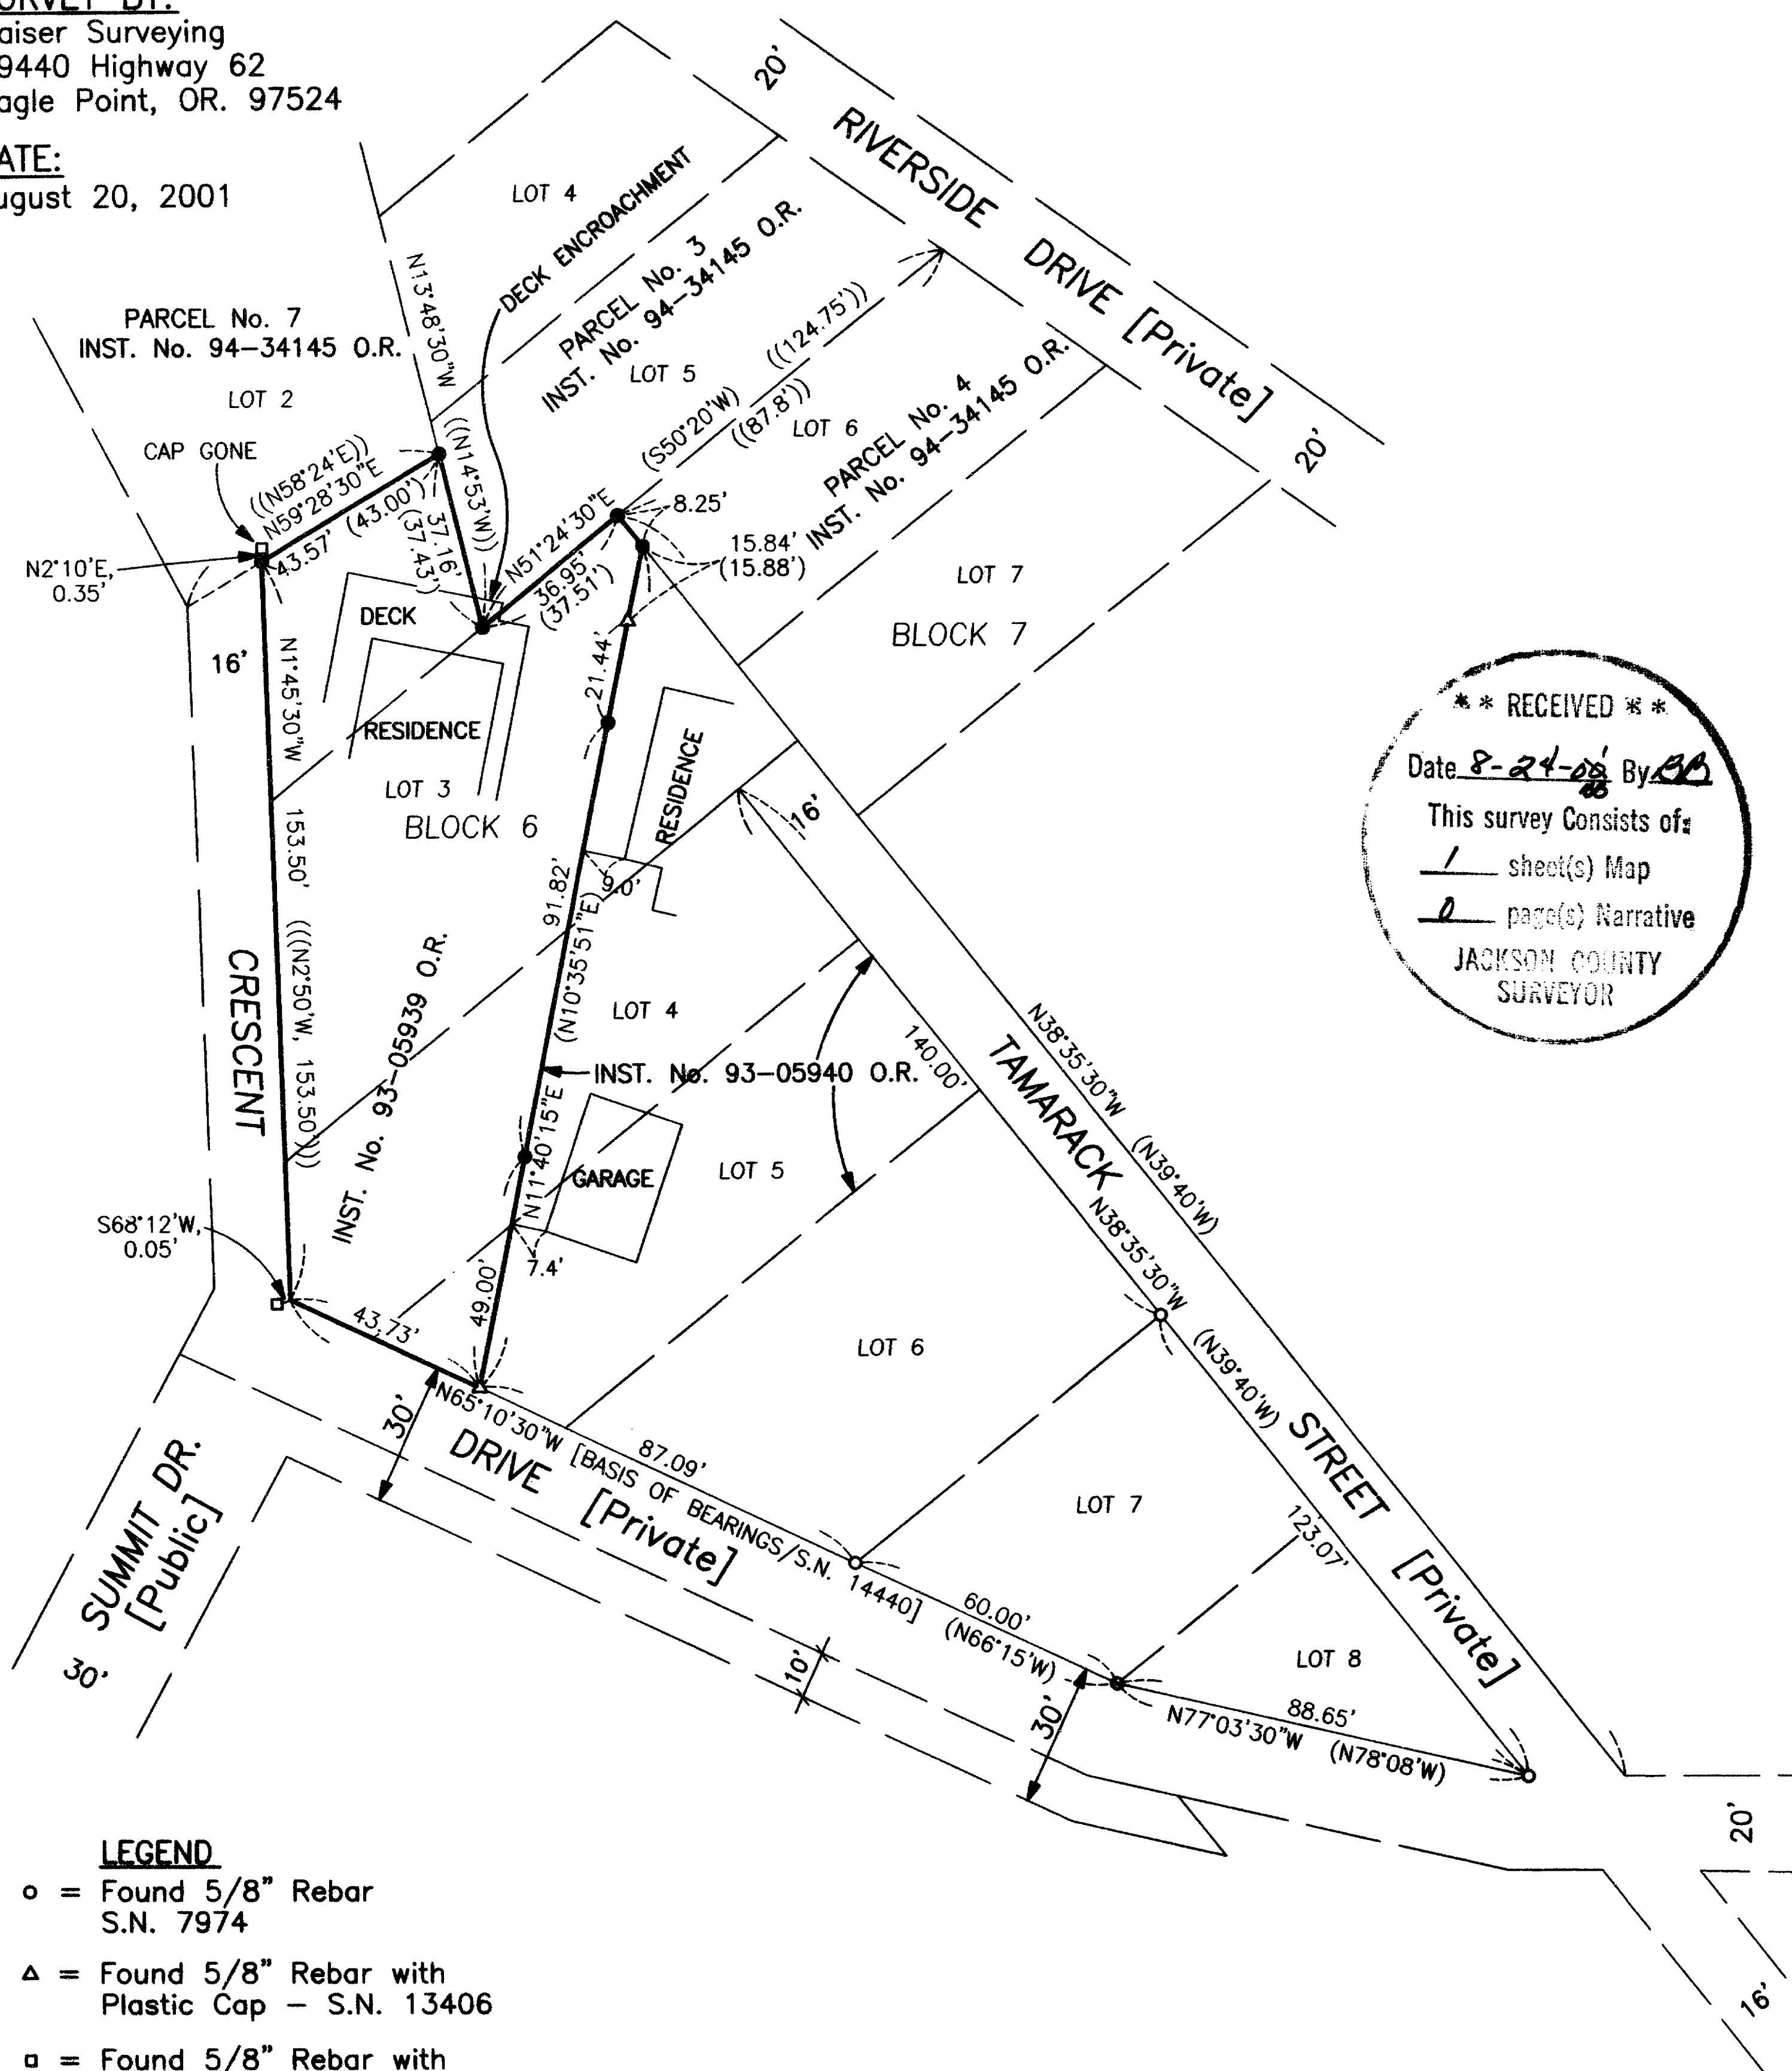 SURVEY BY:
aiser Surveying
9440 Highway 62
agle Point, OR. 97524
ATE:
ugust 20, 2001
20'
RIVERSIDE DRIVE [Private]
20'
LOT 4
DECK ENCROACHMENT
PARCEL No. 3
INST. No. 94-34145 O.R.
LOT 5
((124.75'))
(S50°20'W)
((87.8'))
LOT 6
PARCEL No. 4
INST. No. 94-34145 O.R.
N13°48'30"W
((N14°53'W))
PARCEL No. 7
INST. No. 94-34145 O.R.
LOT 2
CAP GONE
((N58°24'E))
N59°28'30"E
43.57' (43.00')
N2°10'E,
0.35'
37.16'
(37.43')
N51°24'30"E
36.95'
(37.51')
8.25'
15.84'
(15.88')
LOT 7
BLOCK 7
DECK
16'
RESIDENCE
21.44'
RESIDENCE
LOT 3
BLOCK 6
N1°45'30"W 153.50' (((N2°50'W, 153.50')))
16'
9.0'
91.82'
(N10°35'51"E)
CRESCENT
INST. No. 93-05939 O.R.
LOT 4
INST. No. 93-05940 O.R.
140.00'
TAMARACK STREET [Private]
N38°35'30"W (N39°40'W)
N11°40'15"E
GARAGE
LOT 5
7.4'
49.00'
S68°12'W,
0.05'
43.73'
N38°35'30"W (N39°40'W)
LOT 6
30'
N65°10'30"W [BASIS OF BEARINGS/S.N. 14440] (N66°15'W)
87.09'
DRIVE [Private]
SUMMIT DR.
[Public]
30'
LOT 7
123.07'
60.00'
10'
30'
LOT 8
88.65'
N77°03'30"W (N78°08'W)
20'
16'
** RECEIVED **
Date 8-24-By BB
This survey Consists of:
1 sheet(s) Map
0 page(s) Narrative
JACKSON COUNTY
SURVEYOR
LEGEND
o = Found 5/8" Rebar
S.N. 7974
△ = Found 5/8" Rebar with
Plastic Cap – S.N. 13406
□ = Found 5/8" Rebar with